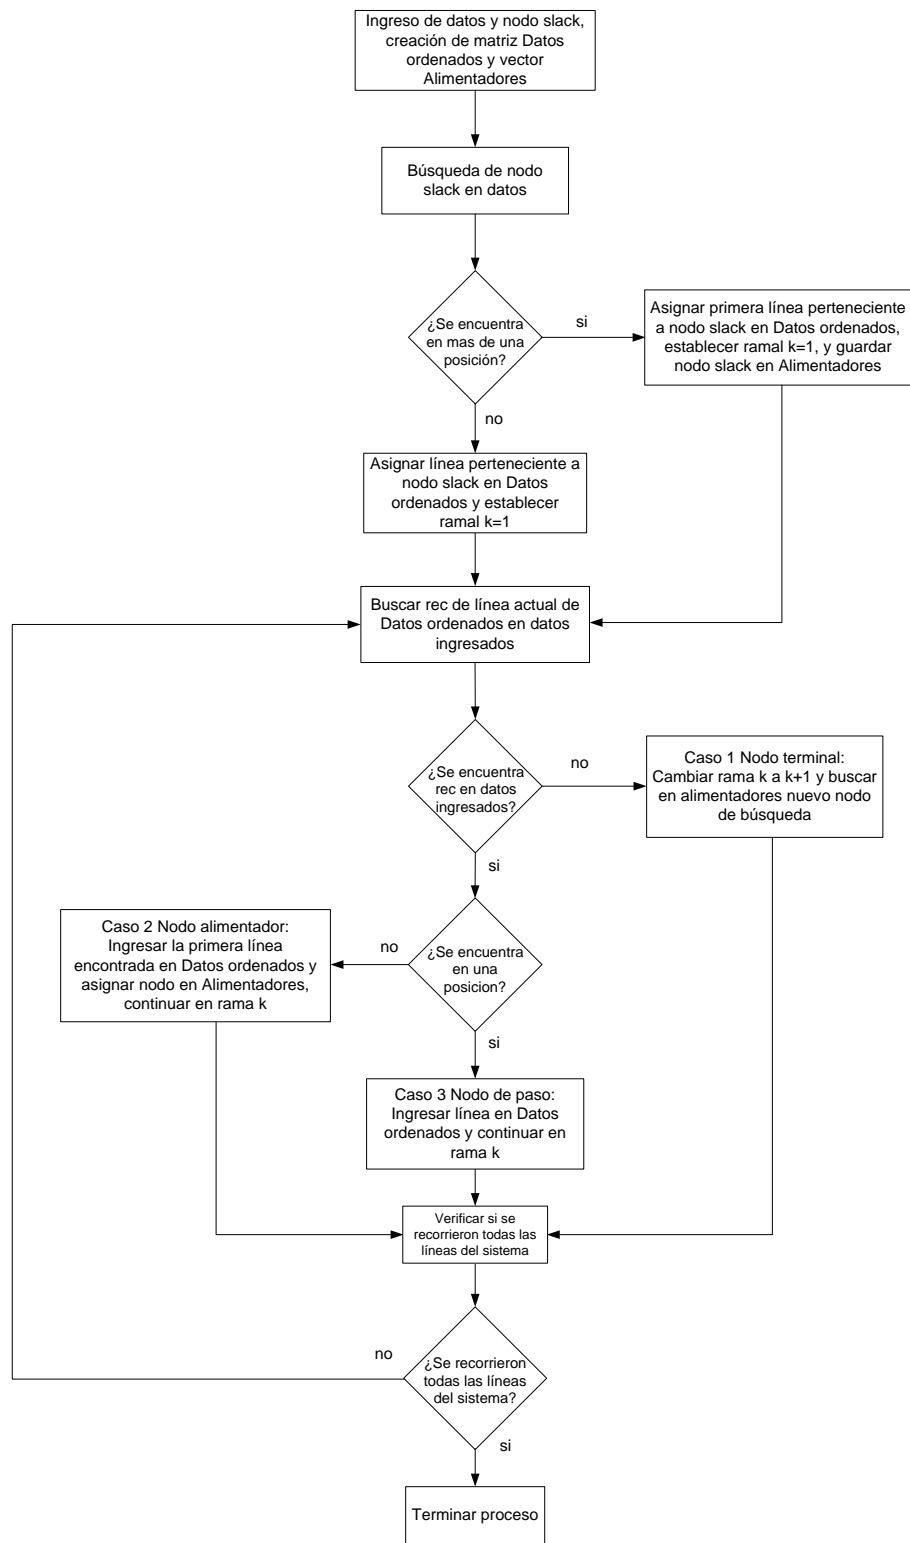 Ingreso de datos y nodo slack,
creación de matriz Datos
ordenados y vector
Alimentadores
Búsqueda de nodo
slack en datos
¿Se encuentra
en mas de una
posición?
si
Asignar primera línea perteneciente
a nodo slack en Datos ordenados,
establecer ramal k=1, y guardar
nodo slack en Alimentadores
no
Asignar línea perteneciente a
nodo slack en Datos
ordenados y establecer
ramal k=1
Buscar rec de línea actual de
Datos ordenados en datos
ingresados
¿Se encuentra
rec en datos
ingresados?
no
Caso 1 Nodo terminal:
Cambiar rama k a k+1 y buscar
en alimentadores nuevo nodo
de búsqueda
si
¿Se encuentra
en una
posicion?
no
Caso 2 Nodo alimentador:
Ingresar la primera línea
encontrada en Datos ordenados y
asignar nodo en Alimentadores,
continuar en rama k
si
Caso 3 Nodo de paso:
Ingresar línea en Datos
ordenados y continuar en
rama k
Verificar si se
recorrieron todas las
líneas del sistema
¿Se recorrieron
todas las líneas
del sistema?
no
si
Terminar proceso